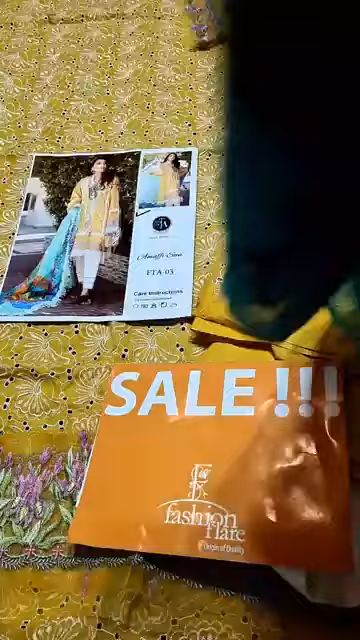 Amalfi Sun
FTA-03
Care Instructions
SALE !!!
fashion
flare
Origin of Quality